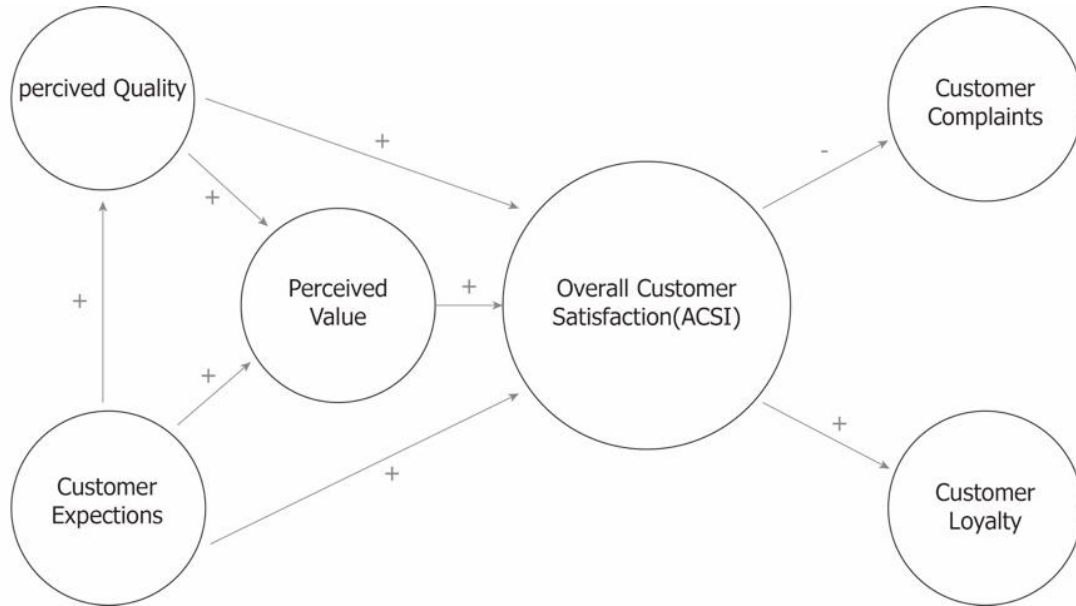 percived Quality
+
+
+
Perceived
Value
+
+
Customer
Expections
+
Overall Customer
Satisfaction(ACSI)
-
Customer
Complaints
+
Customer
Loyalty